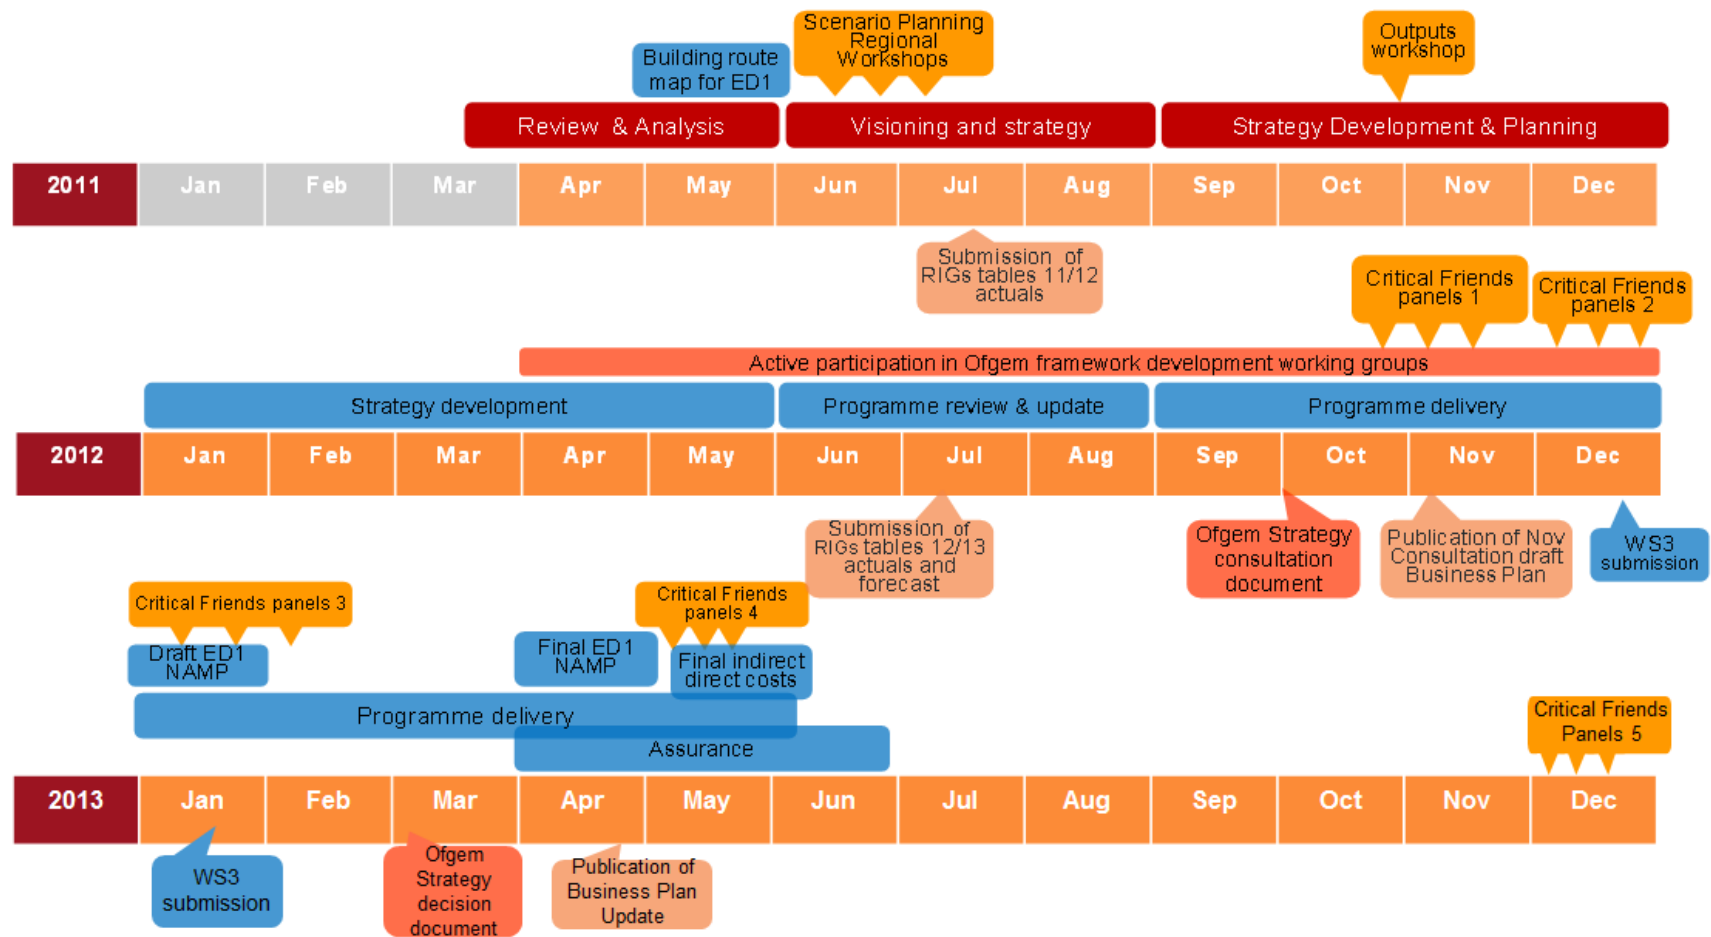 Scenario Planning
Regional
Workshops
Outputs
workshop
Building route
map for ED1
Review & Analysis
Visioning and strategy
Strategy Development & Planning
2011 Jan Feb Mar Apr May Jun Jul Aug Sep Oct Nov Dec
Submission of
RIGs tables 11/12
actuals
Critical Friends
panels 1
Critical Friends
panels 2
Active participation in Ofgem framework development working groups
Strategy development
Programme review & update
Programme delivery
2012 Jan Feb Mar Apr May Jun Jul Aug Sep Oct Nov Dec
Submission of
RIGs tables 12/13
actuals and
forecast
Ofgem Strategy
consultation
document
Publication of Nov
Consultation draft
Business Plan
WS3
submission
Critical Friends panels 3
Critical Friends
panels 4
Draft ED1
NAMP
Final ED1
NAMP
Final indirect
direct costs
Programme delivery
Assurance
Critical Friends
Panels 5
2013 Jan Feb Mar Apr May Jun Jul Aug Sep Oct Nov Dec
WS3
submission
Ofgem
Strategy
decision
document
Publication of
Business Plan
Update